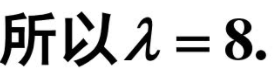 所以λ = 8.